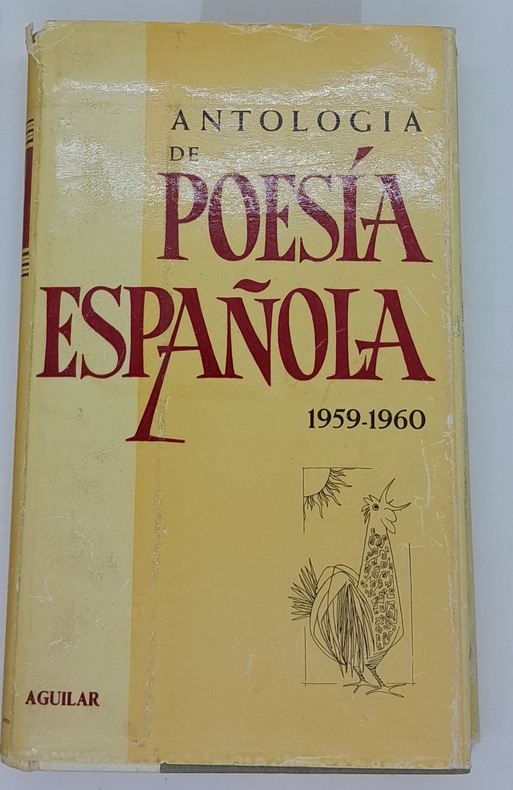 ANTOLOGIA
DE
POESÍA
ESPAÑOLA
1959-1960
AGUILAR